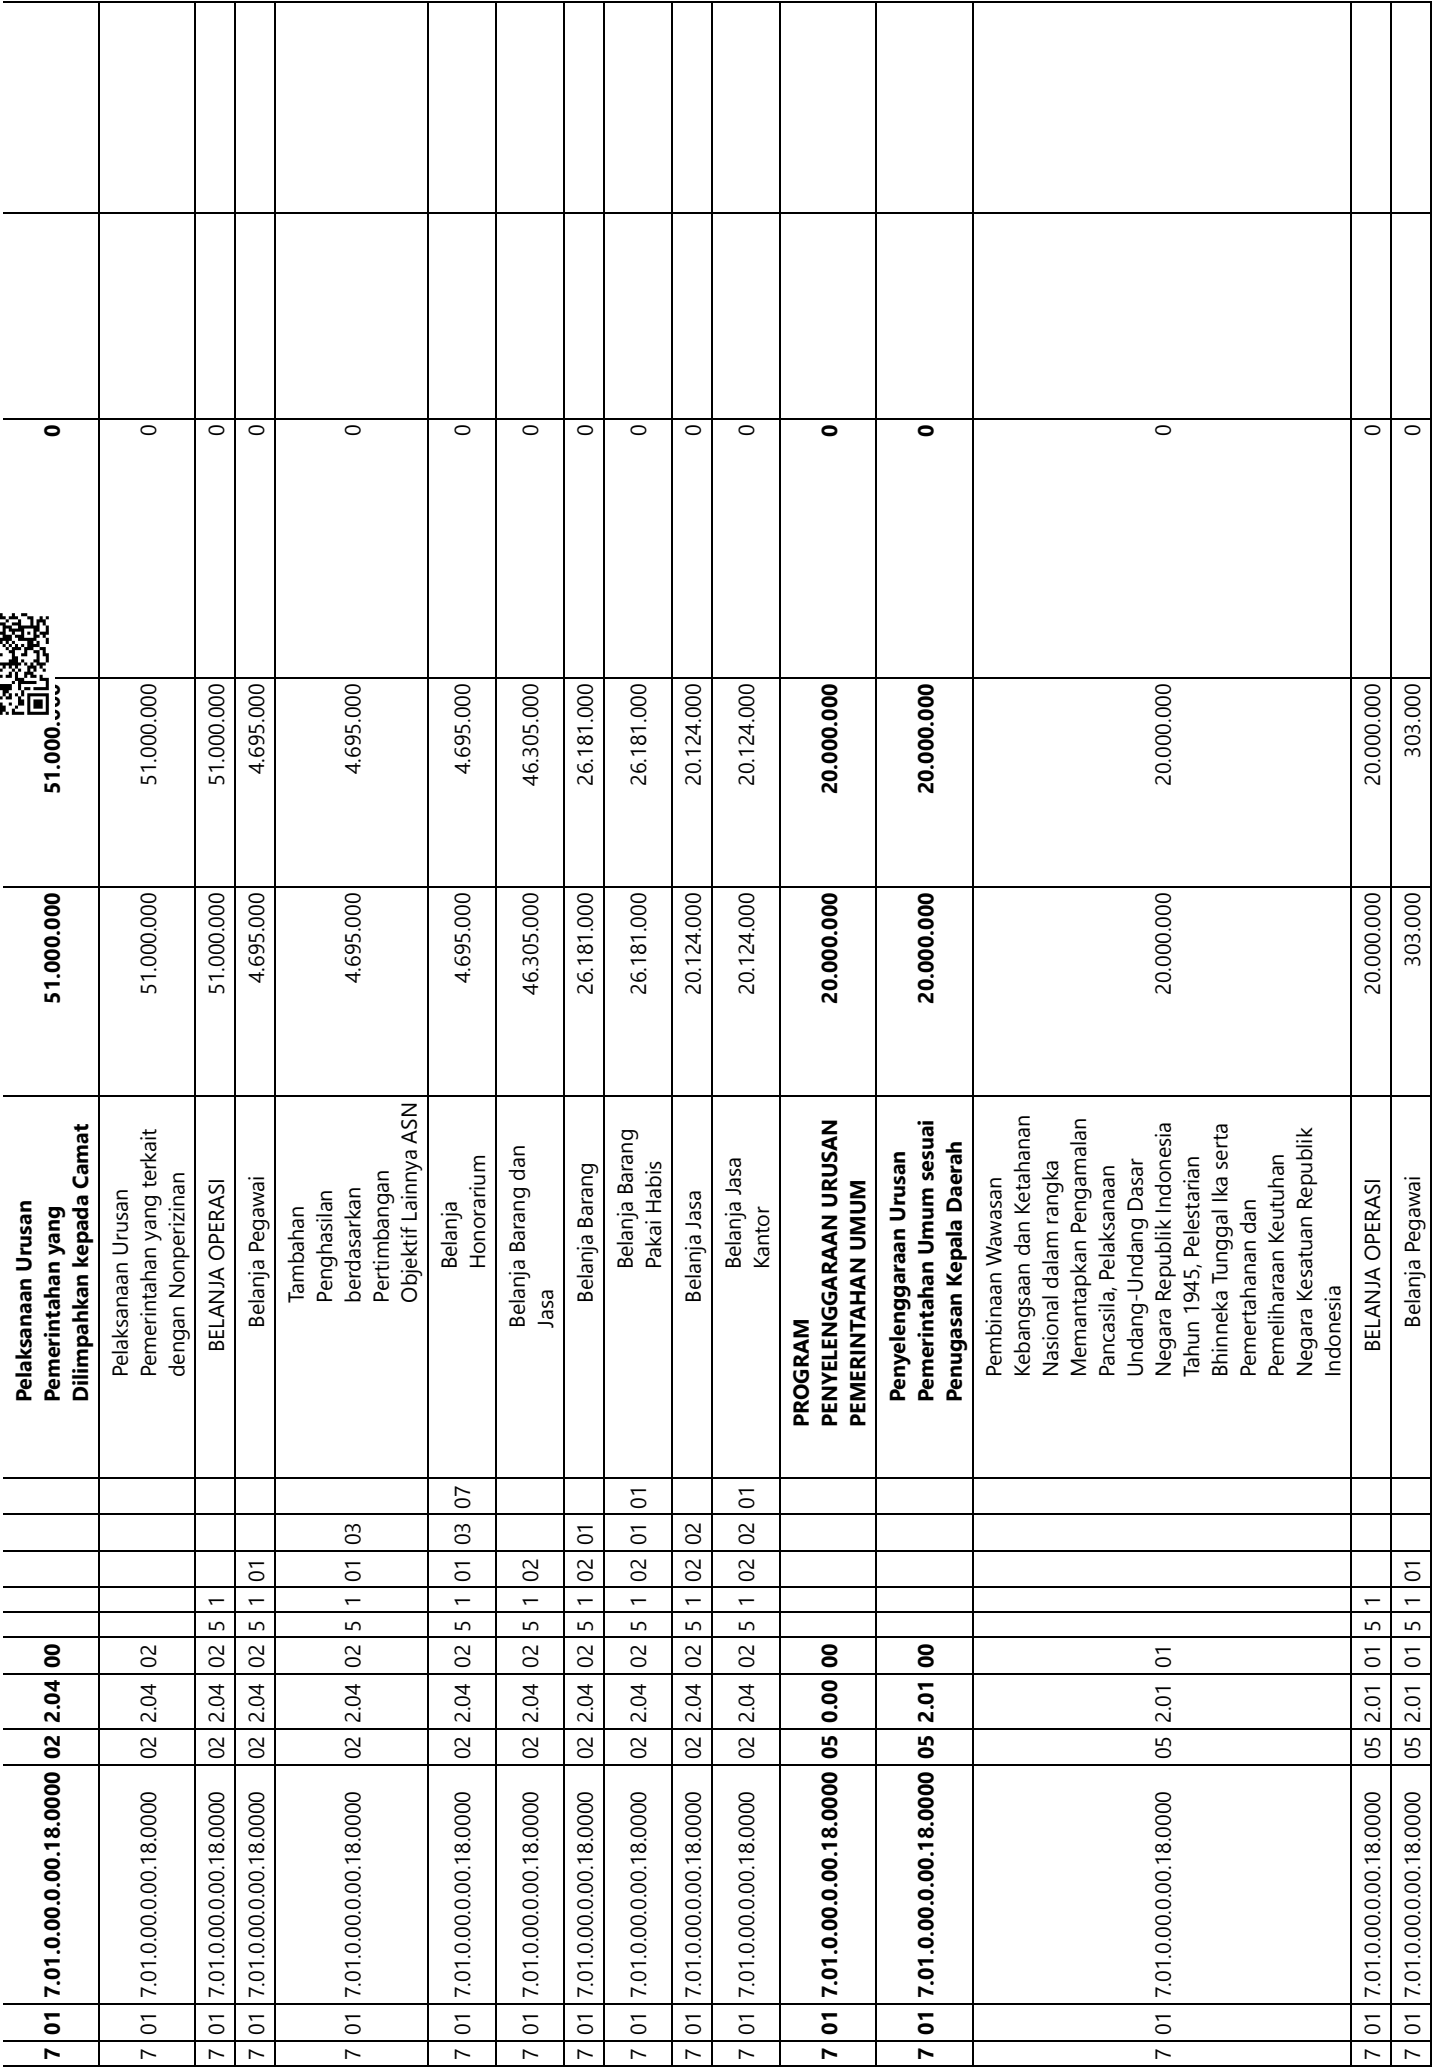 7 01 7.01.0.00.0.00.18.0000 02 2.04 00 Pelaksanaan Urusan 51.000.000 51.000. 0
Pemerintahan yang
Dilimpahkan kepada Camat
7 01 7.01.0.00.0.00.18.0000 02 2.04 02 Pelaksanaan Urusan 51.000.000 51.000.000 0
Pemerintahan yang terkait
dengan Nonperizinan
7 01 7.01.0.00.0.00.18.0000 02 2.04 02 5 1 BELANJA OPERASI 51.000.000 51.000.000 0
7 01 7.01.0.00.0.00.18.0000 02 2.04 02 5 1 01 Belanja Pegawai 4.695.000 4.695.000 0
7 01 7.01.0.00.0.00.18.0000 02 2.04 02 5 1 01 03 Tambahan 4.695.000 4.695.000 0
Penghasilan
berdasarkan
Pertimbangan
Objektif Lainnya ASN
7 01 7.01.0.00.0.00.18.0000 02 2.04 02 5 1 01 03 07 Belanja 4.695.000 4.695.000 0
Honorarium
7 01 7.01.0.00.0.00.18.0000 02 2.04 02 5 1 02 Belanja Barang dan 46.305.000 46.305.000 0
Jasa
7 01 7.01.0.00.0.00.18.0000 02 2.04 02 5 1 02 01 Belanja Barang 26.181.000 26.181.000 0
7 01 7.01.0.00.0.00.18.0000 02 2.04 02 5 1 02 01 01 Belanja Barang 26.181.000 26.181.000 0
Pakai Habis
7 01 7.01.0.00.0.00.18.0000 02 2.04 02 5 1 02 02 Belanja Jasa 20.124.000 20.124.000 0
7 01 7.01.0.00.0.00.18.0000 02 2.04 02 5 1 02 02 01 Belanja Jasa 20.124.000 20.124.000 0
Kantor
7 01 7.01.0.00.0.00.18.0000 05 0.00 00 PROGRAM 20.000.000 20.000.000 0
PENYELENGGARAAN URUSAN
PEMERINTAHAN UMUM
7 01 7.01.0.00.0.00.18.0000 05 2.01 00 Penyelenggaraan Urusan 20.000.000 20.000.000 0
Pemerintahan Umum sesuai
Penugasan Kepala Daerah
7 01 7.01.0.00.0.00.18.0000 05 2.01 01 Pembinaan Wawasan 20.000.000 20.000.000 0
Kebangsaan dan Ketahanan
Nasional dalam rangka
Memantapkan Pengamalan
Pancasila, Pelaksanaan
Undang-Undang Dasar
Negara Republik Indonesia
Tahun 1945, Pelestarian
Bhinneka Tunggal Ika serta
Pemertahanan dan
Pemeliharaan Keutuhan
Negara Kesatuan Republik
Indonesia
7 01 7.01.0.00.0.00.18.0000 05 2.01 01 5 1 BELANJA OPERASI 20.000.000 20.000.000 0
7 01 7.01.0.00.0.00.18.0000 05 2.01 01 5 1 01 Belanja Pegawai 303.000 303.000 0